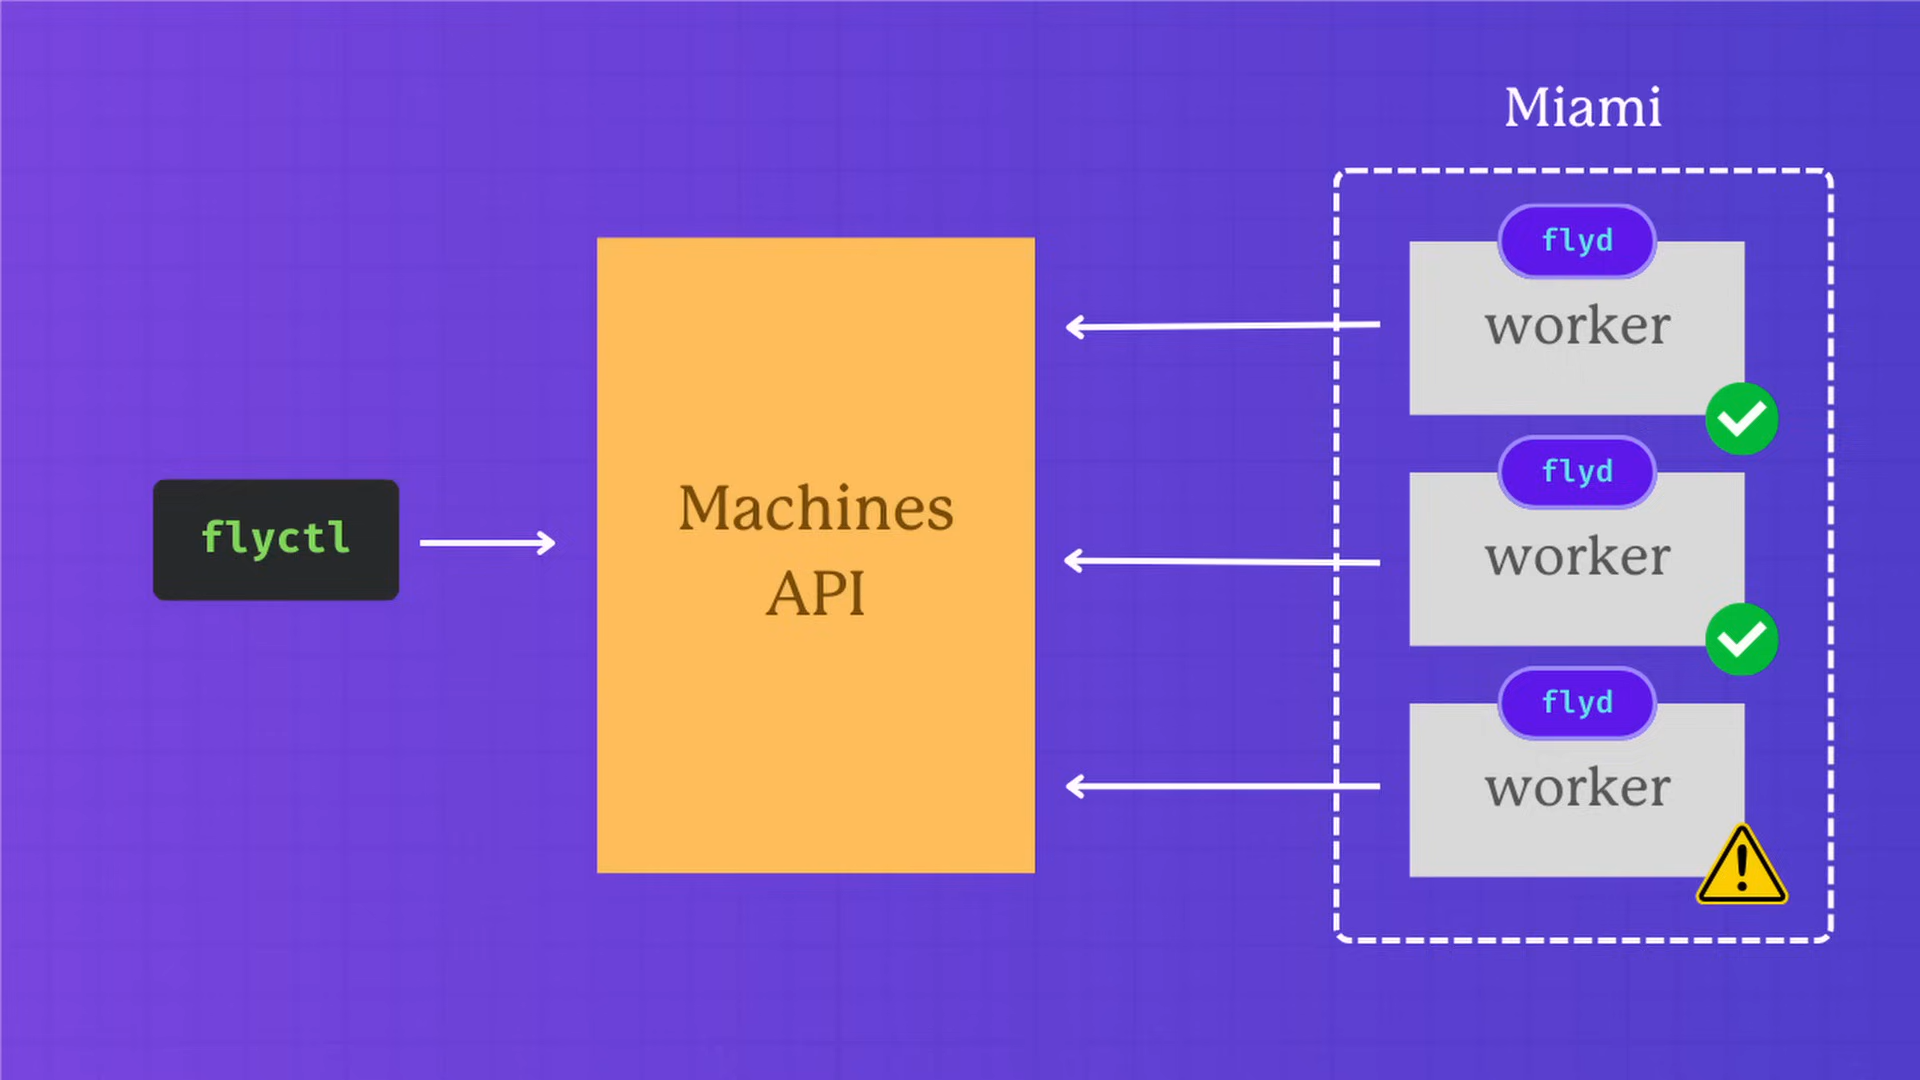 Miami
flyctl
Machines
API
flyd
worker
flyd
worker
flyd
worker